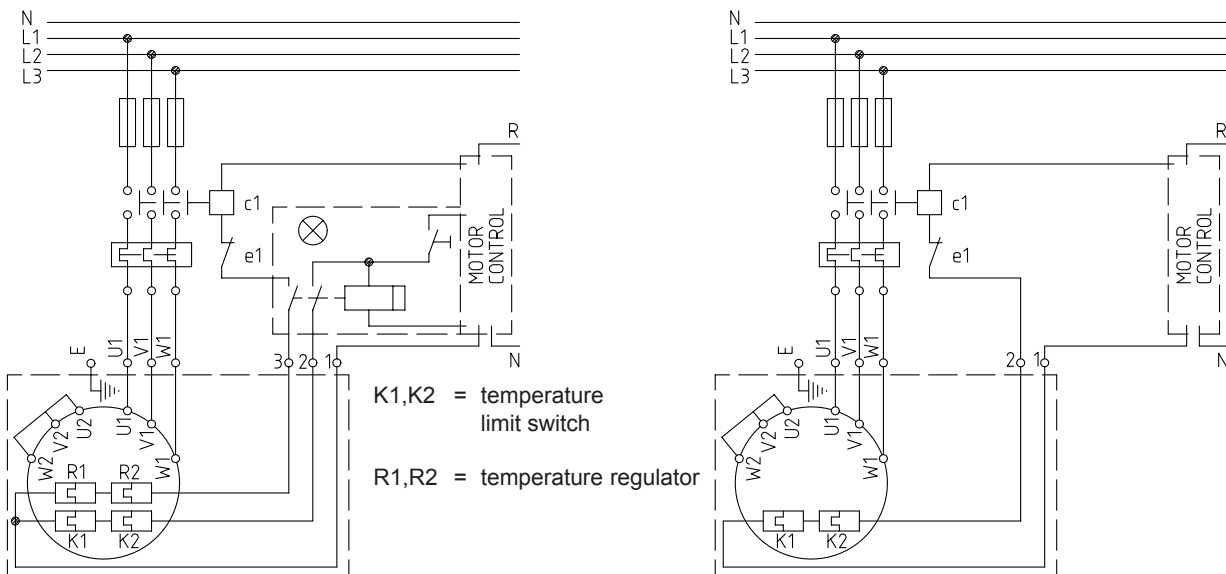 N
L1
L2
L3
R
c1
e1
MOTOR
CONTROL
N
E
U1
V1
W1
3
2
1
W2
V2
U2
U1
V1
W1
R1
R2
K1
K2
K1,K2 = temperature
limit switch
R1,R2 = temperature regulator
N
L1
L2
L3
R
c1
e1
MOTOR
CONTROL
N
E
U1
V1
W1
2
1
W2
V2
U2
U1
V1
W1
K1
K2